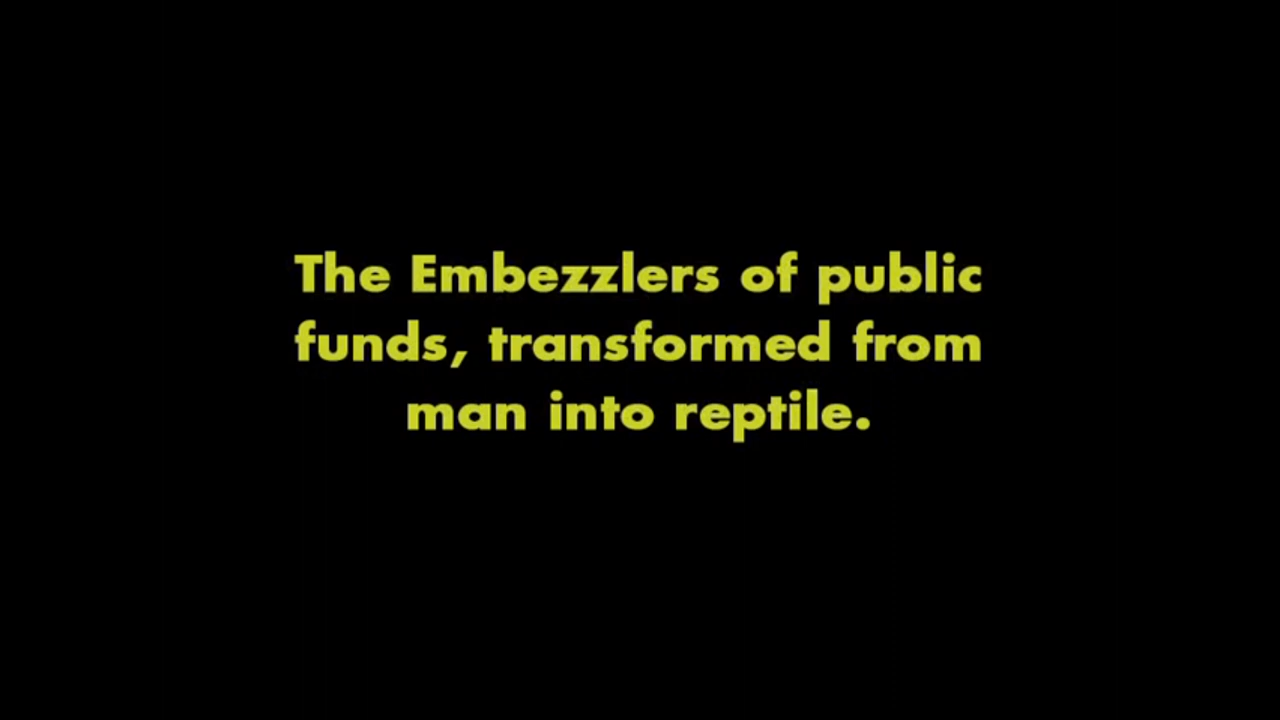 The Embezzlers of public
funds, transformed from
man into reptile.